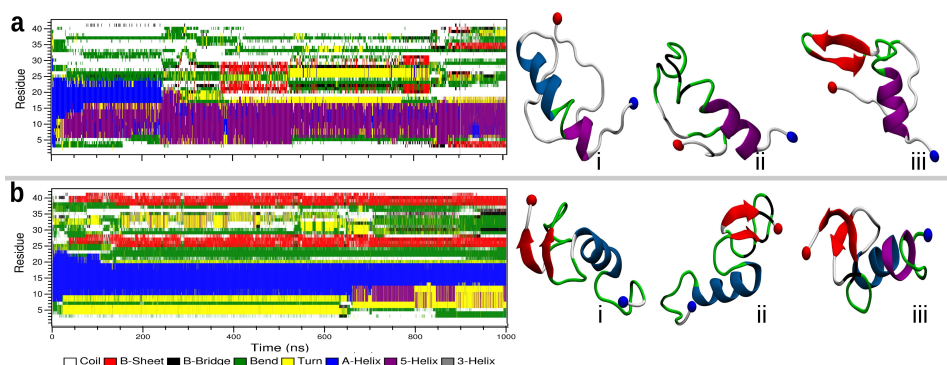 a
Residue
40
35
30
25
20
15
10
5
i
ii
iii
b
Residue
40
35
30
25
20
15
10
5
0
200
400
600
800
1000
Time (ns)
i
ii
iii
Coil B-Sheet B-Bridge Bend Turn A-Helix 5-Helix 3-Helix